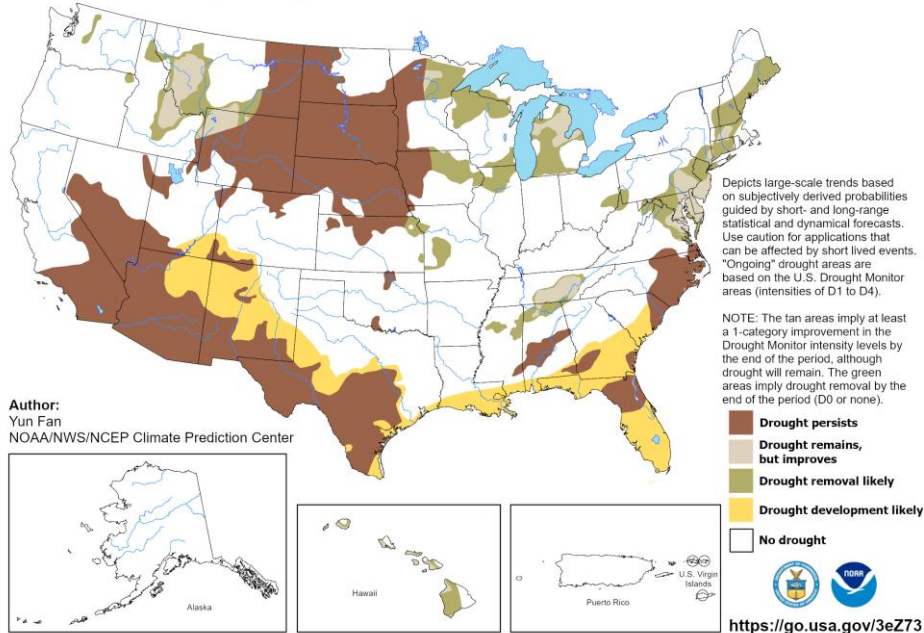 Depicts large-scale trends based
on subjectively derived probabilities
guided by short- and long-range
statistical and dynamical forecasts.
Use caution for applications that
can be affected by short lived events.
"Ongoing" drought areas are
based on the U.S. Drought Monitor
areas (intensities of D1 to D4).
NOTE: The tan areas imply at least
a 1-category improvement in the
Drought Monitor intensity levels by
the end of the period, although
drought will remain. The green
areas imply drought removal by the
end of the period (D0 or none).
Author:
Yun Fan
NOAA/NWS/NCEP Climate Prediction Center
Drought persists
Drought remains,
but improves
Drought removal likely
Drought development likely
No drought
Alaska
Hawaii
Puerto Rico
U.S. Virgin
Islands
NOAA
https://go.usa.gov/3eZ73